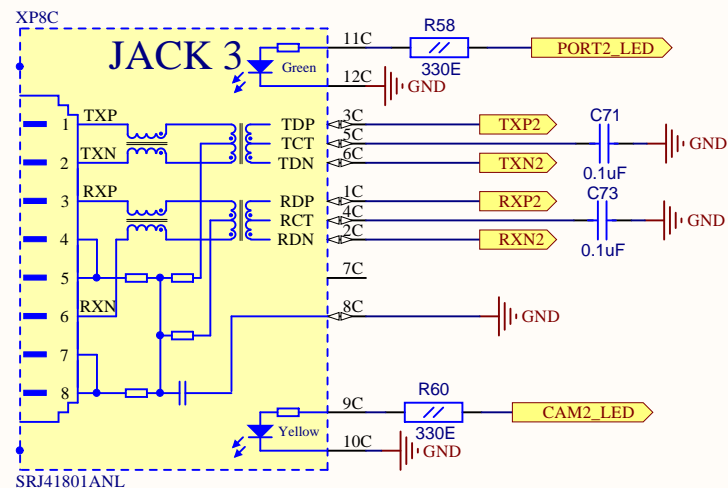 XP8C
JACK 3
Green
11C
R58
330E
PORT2_LED
12C
GND
1
TXP
TDP
3C
TXP2
C71
TCT
5C
GND
2
TXN
TDN
6C
TXN2
0.1uF
3
RXP
RDP
1C
RXP2
C73
RCT
4C
GND
4
RDN
2C
RXN2
0.1uF
5
7C
6
RXN
8C
GND
7
8
9C
R60
330E
CAM2_LED
Yellow
10C
GND
SRJ41801ANL